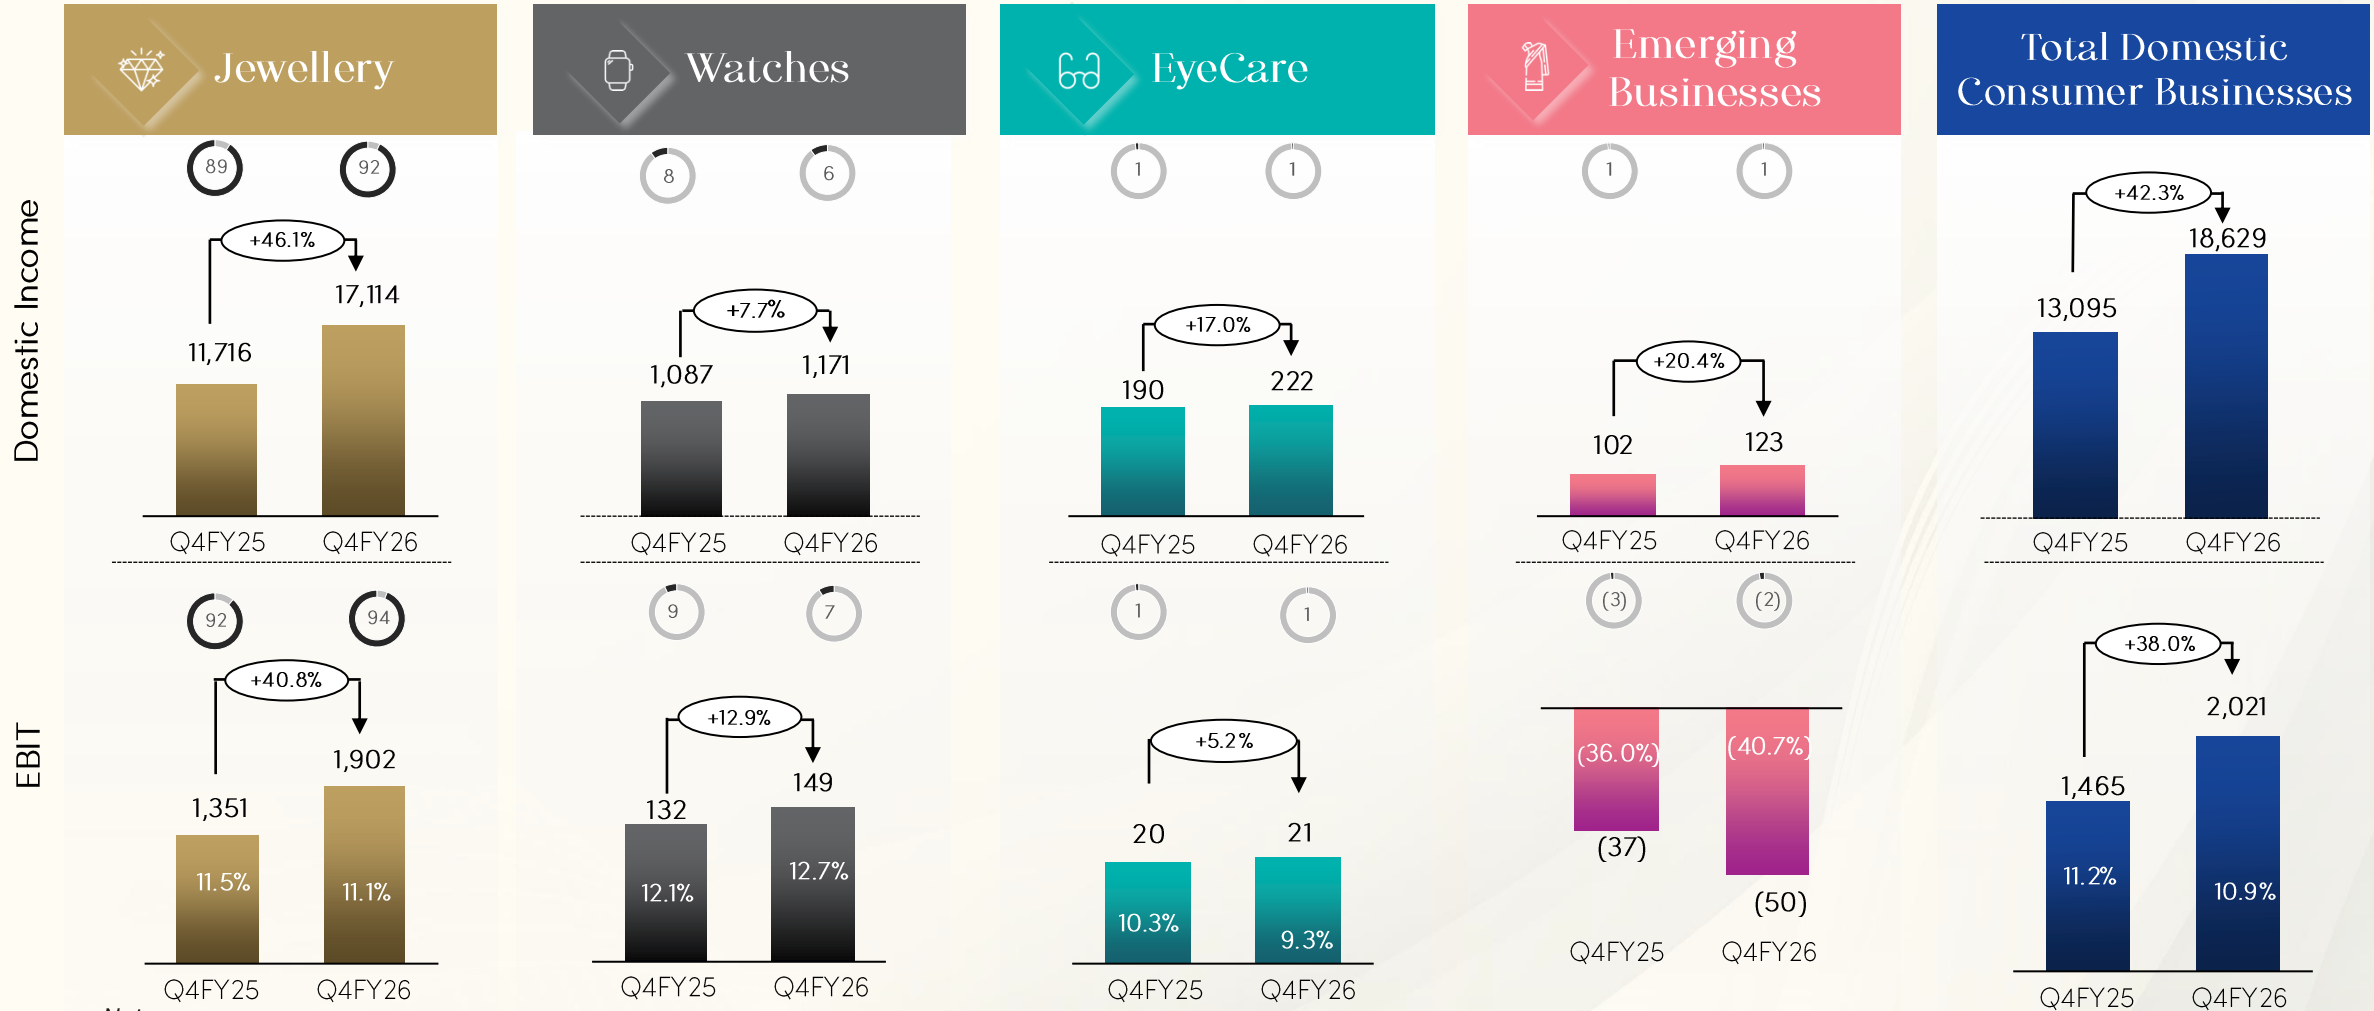 Jewellery
Watches
EyeCare
Emerging
Businesses
Total Domestic
Consumer Businesses
Domestic Income
89
92
+46.1%
11,716
17,114
Q4FY25
Q4FY26
8
6
+7.7%
1,087
1,171
Q4FY25
Q4FY26
1
1
+17.0%
190
222
Q4FY25
Q4FY26
1
1
+20.4%
102
123
Q4FY25
Q4FY26
+42.3%
13,095
18,629
Q4FY25
Q4FY26
EBIT
92
94
+40.8%
1,351
1,902
11.5%
11.1%
Q4FY25
Q4FY26
9
7
+12.9%
132
149
12.1%
12.7%
Q4FY25
Q4FY26
1
1
+5.2%
20
21
10.3%
9.3%
Q4FY25
Q4FY26
(3)
(2)
(36.0%)
(40.7%)
(37)
(50)
Q4FY25
Q4FY26
+38.0%
1,465
2,021
11.2%
10.9%
Q4FY25
Q4FY26